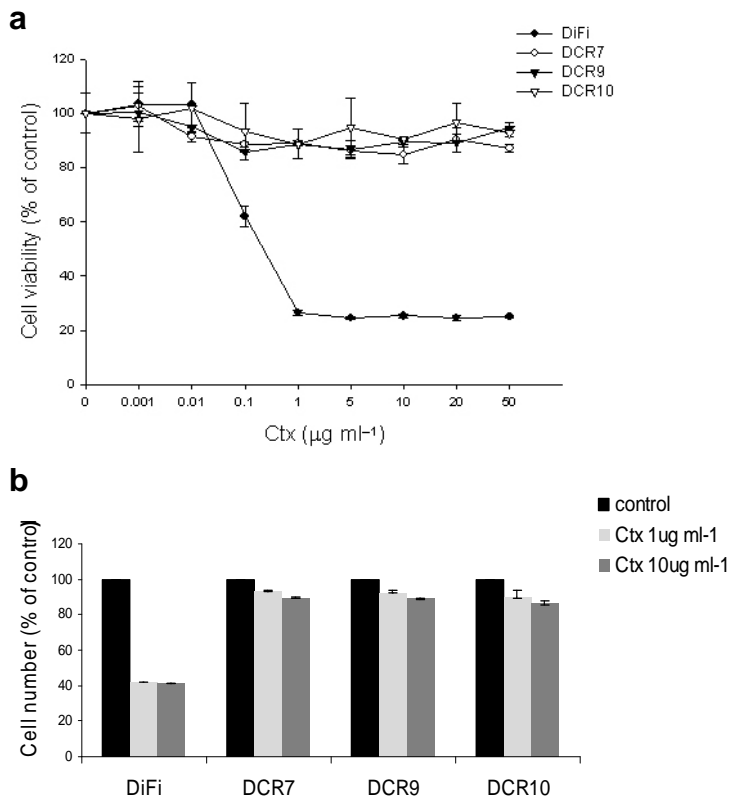 a
DiFi
DCR7
DCR9
DCR10
120
100
80
60
40
20
0
Cell viability (% of control)
0 0.001 0.01 0.1 1 5 10 20 50
Ctx (µg ml⁻¹)
b
control
Ctx 1ug ml-1
Ctx 10ug ml-1
120
100
80
60
40
20
0
Cell number (% of control)
DiFi DCR7 DCR9 DCR10